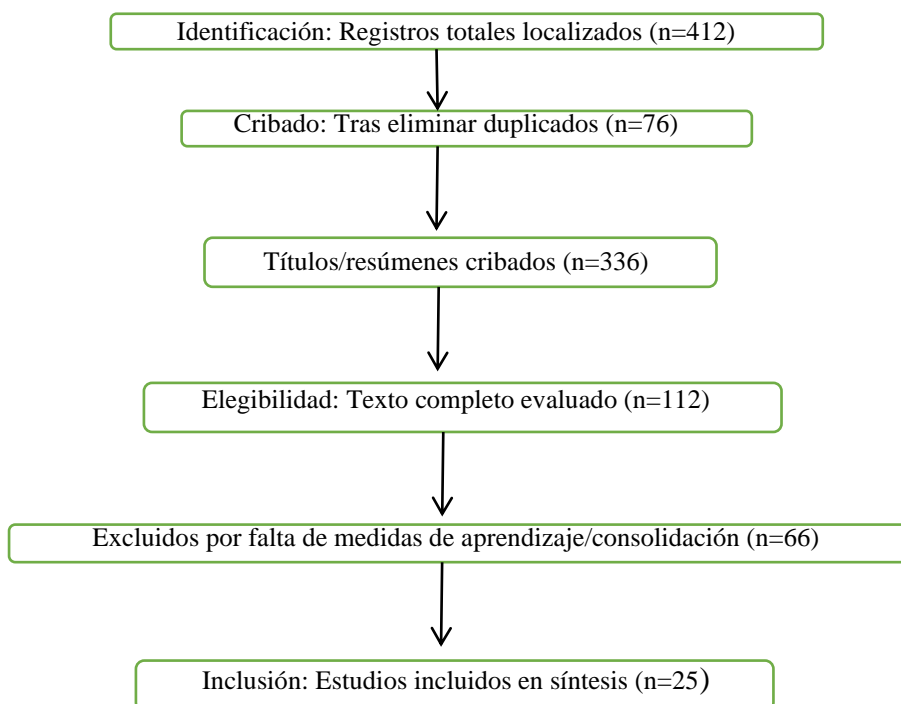 Identificación: Registros totales localizados (n=412)
Cribado: Tras eliminar duplicados (n=76)
Títulos/resúmenes cribados (n=336)
Elegibilidad: Texto completo evaluado (n=112)
Excluidos por falta de medidas de aprendizaje/consolidación (n=66)
Inclusión: Estudios incluidos en síntesis (n=25)